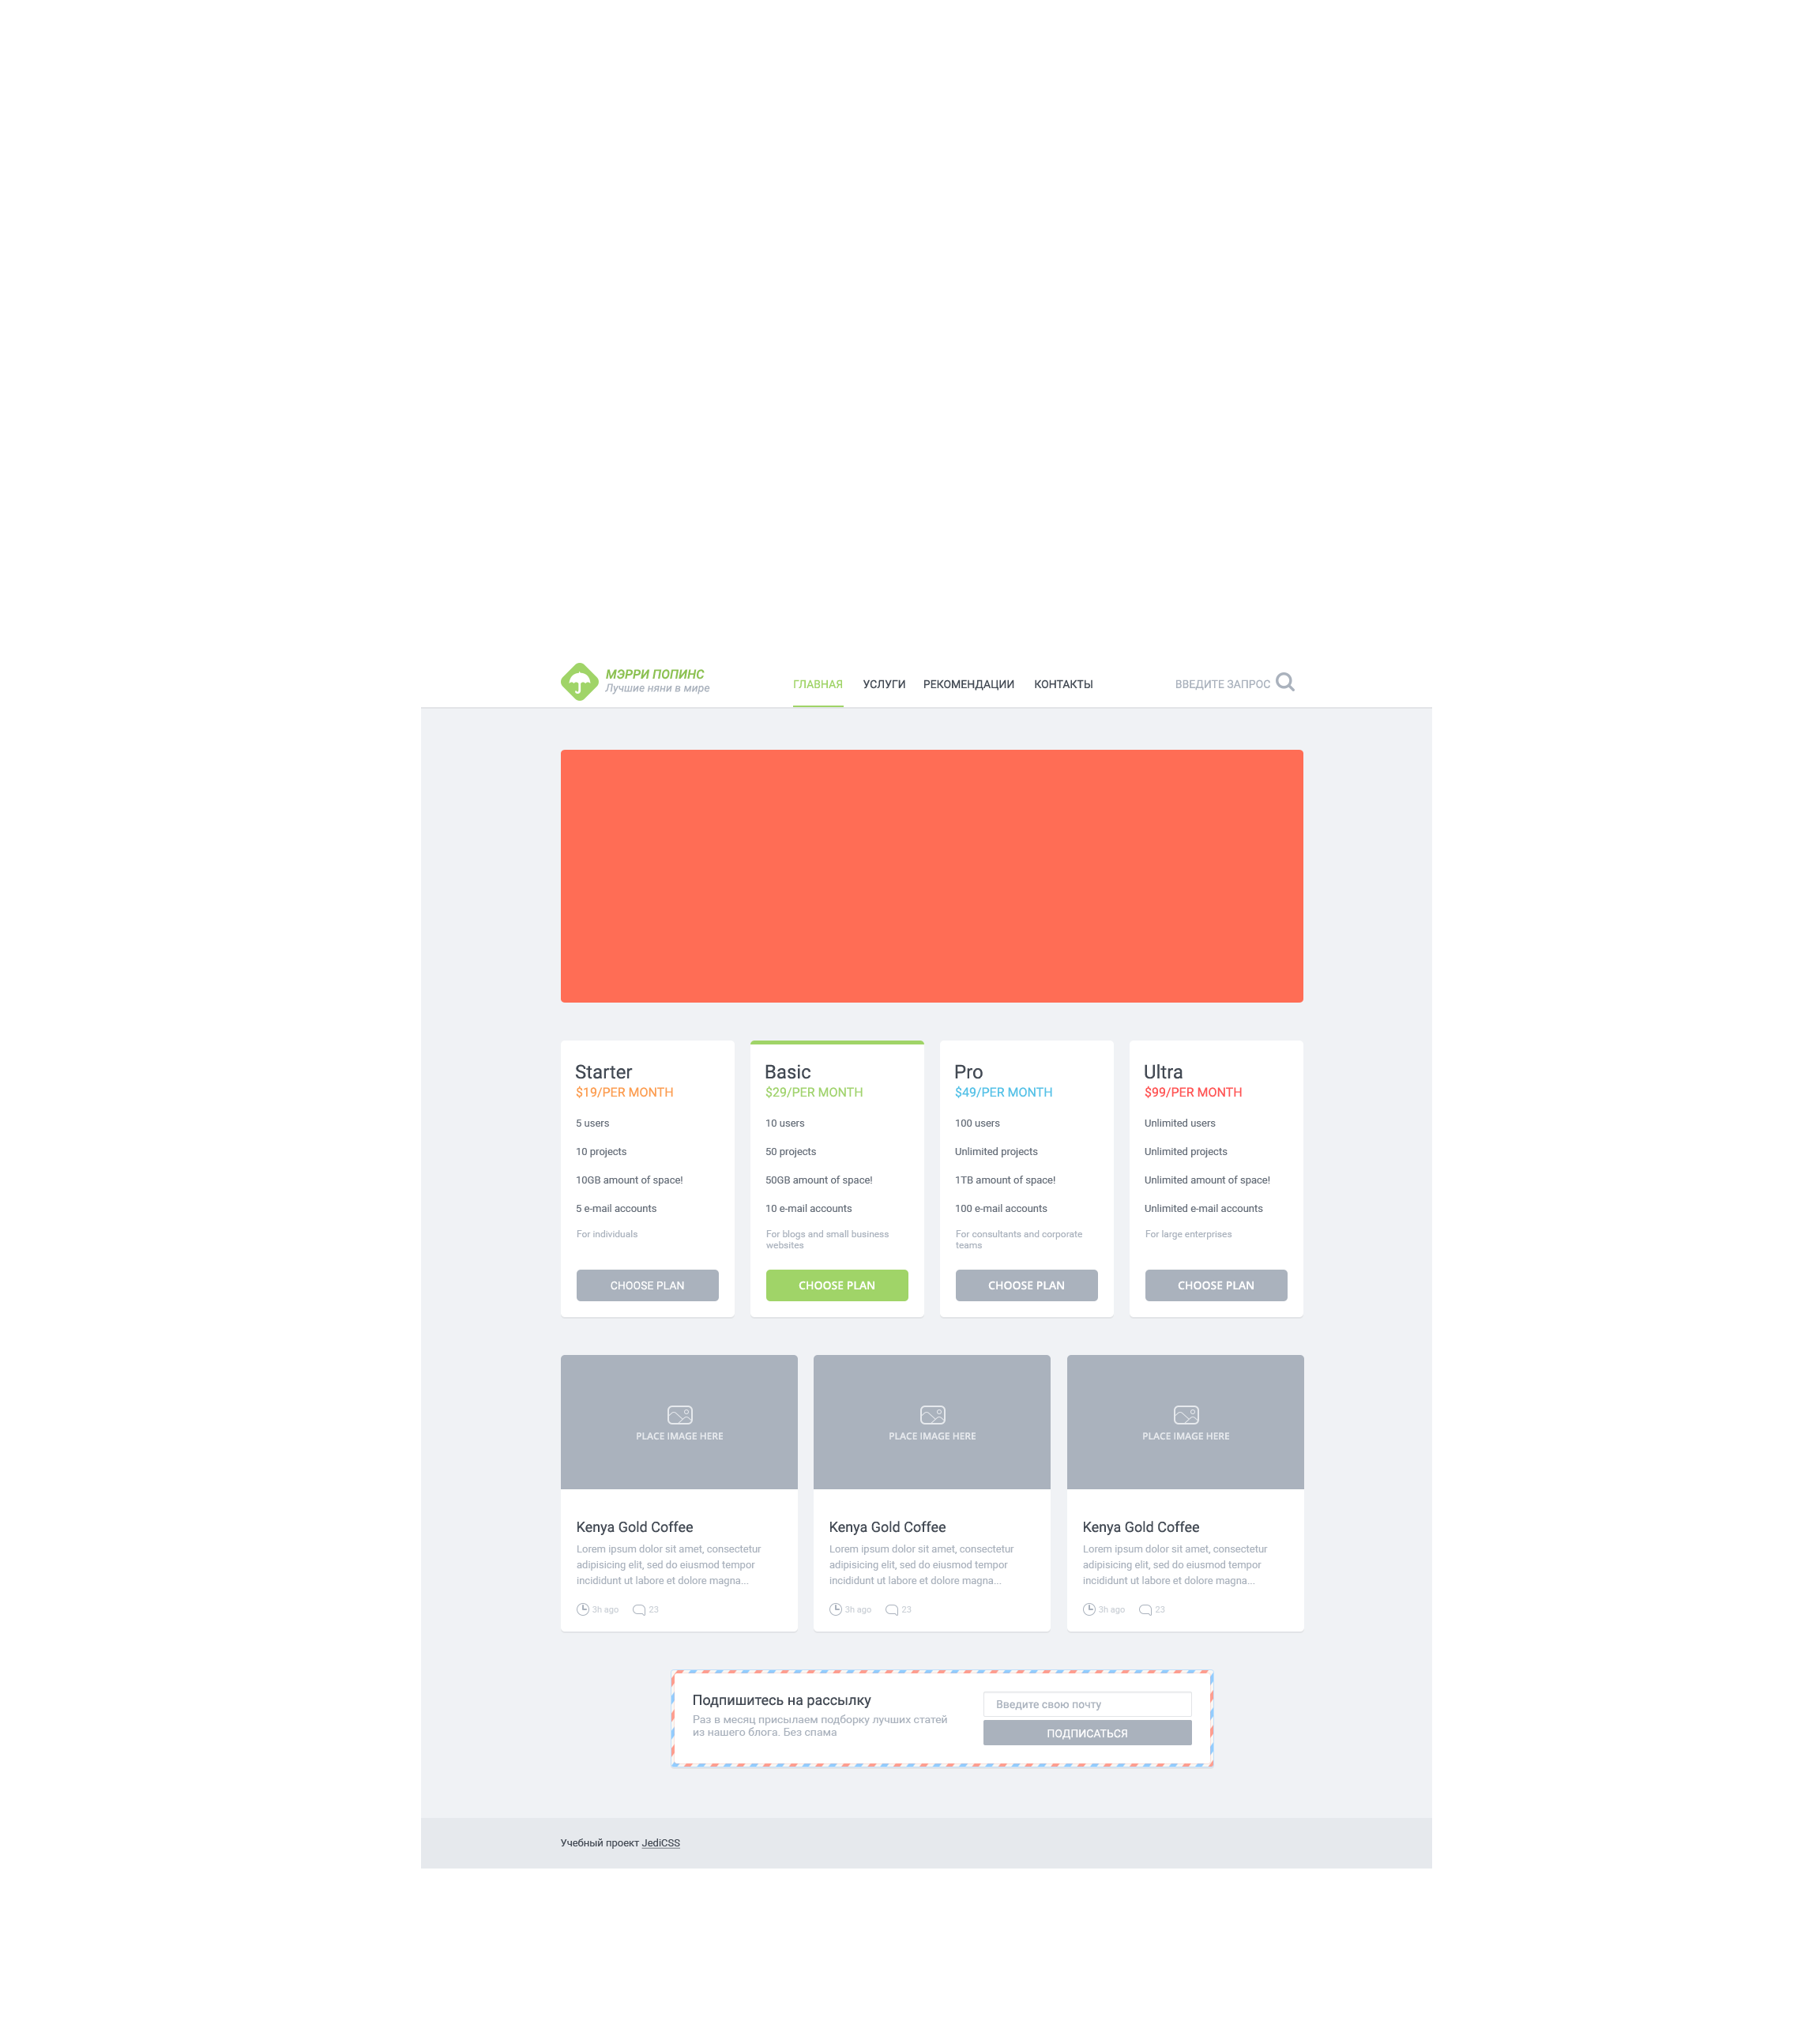 МЭРРИ ПОПИНС
Лучшие няни в мире
ГЛАВНАЯ УСЛУГИ РЕКОМЕНДАЦИИ КОНТАКТЫ
ВВЕДИТЕ ЗАПРОС
Starter
$19/PER MONTH
5 users
10 projects
10GB amount of space!
5 e-mail accounts
For individuals
CHOOSE PLAN
Basic
$29/PER MONTH
10 users
50 projects
50GB amount of space!
10 e-mail accounts
For blogs and small business
websites
CHOOSE PLAN
Pro
$49/PER MONTH
100 users
Unlimited projects
1TB amount of space!
100 e-mail accounts
For consultants and corporate
teams
CHOOSE PLAN
Ultra
$99/PER MONTH
Unlimited users
Unlimited projects
Unlimited amount of space!
Unlimited e-mail accounts
For large enterprises
CHOOSE PLAN
PLACE IMAGE HERE
Kenya Gold Coffee
Lorem ipsum dolor sit amet, consectetur
adipisicing elit, sed do eiusmod tempor
incididunt ut labore et dolore magna...
3h ago 23
PLACE IMAGE HERE
Kenya Gold Coffee
Lorem ipsum dolor sit amet, consectetur
adipisicing elit, sed do eiusmod tempor
incididunt ut labore et dolore magna...
3h ago 23
PLACE IMAGE HERE
Kenya Gold Coffee
Lorem ipsum dolor sit amet, consectetur
adipisicing elit, sed do eiusmod tempor
incididunt ut labore et dolore magna...
3h ago 23
Подпишитесь на рассылку
Раз в месяц присылаем подборку лучших статей
из нашего блога. Без спама
Введите свою почту
ПОДПИСАТЬСЯ
Учебный проект JediCSS